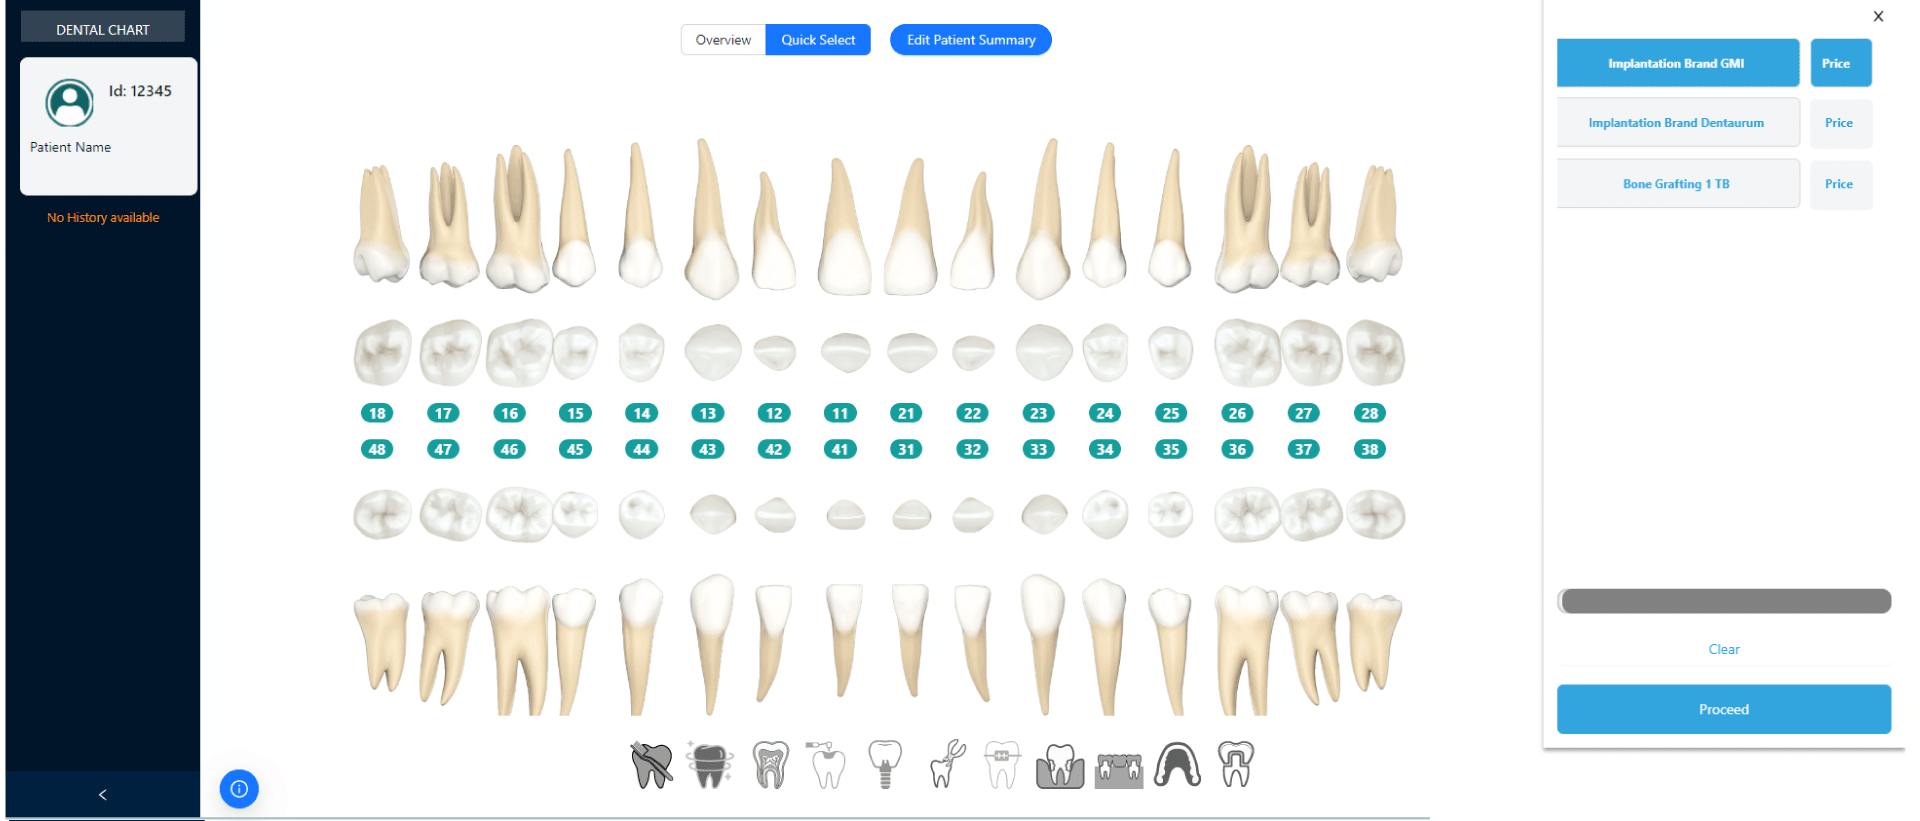 DENTAL CHART
Id: 12345
Patient Name
No History available
Overview
Quick Select
Edit Patient Summary
18 17 16 15 14 13 12 11 21 22 23 24 25 26 27 28
48 47 46 45 44 43 42 41 31 32 33 34 35 36 37 38
X
Implantation Brand GMI
Price
Implantation Brand Dentaurum
Price
Bone Grafting 1 TB
Price
Clear
Proceed